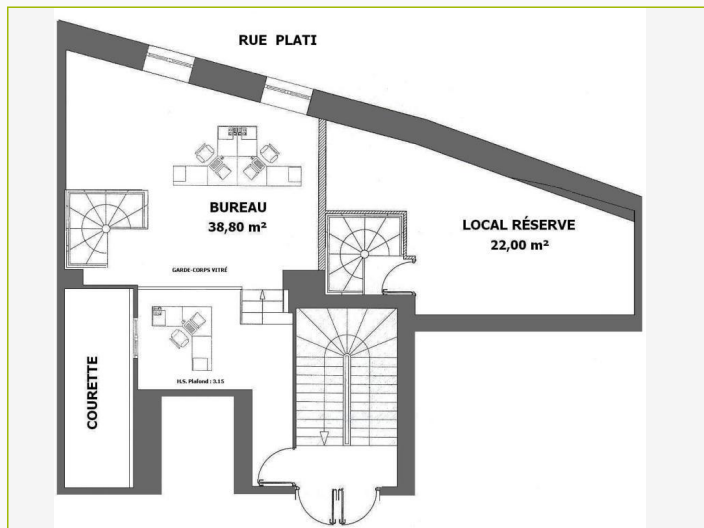 RUE PLATI
BUREAU
38,80 m²
LOCAL RÉSERVE
22,00 m²
GARDE-CORPS VITRÉ
H.S. Plafond : 3.15
COURETTE